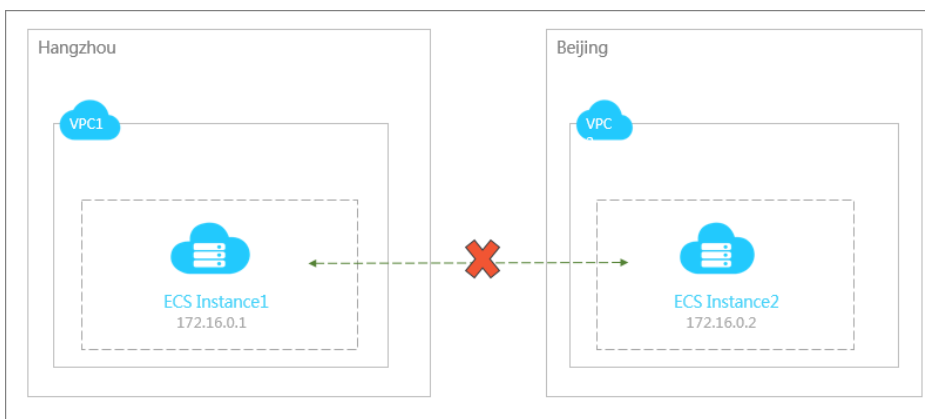 Hangzhou
Beijing
VPC1
VPC
ECS Instance1
172.16.0.1
ECS Instance2
172.16.0.2